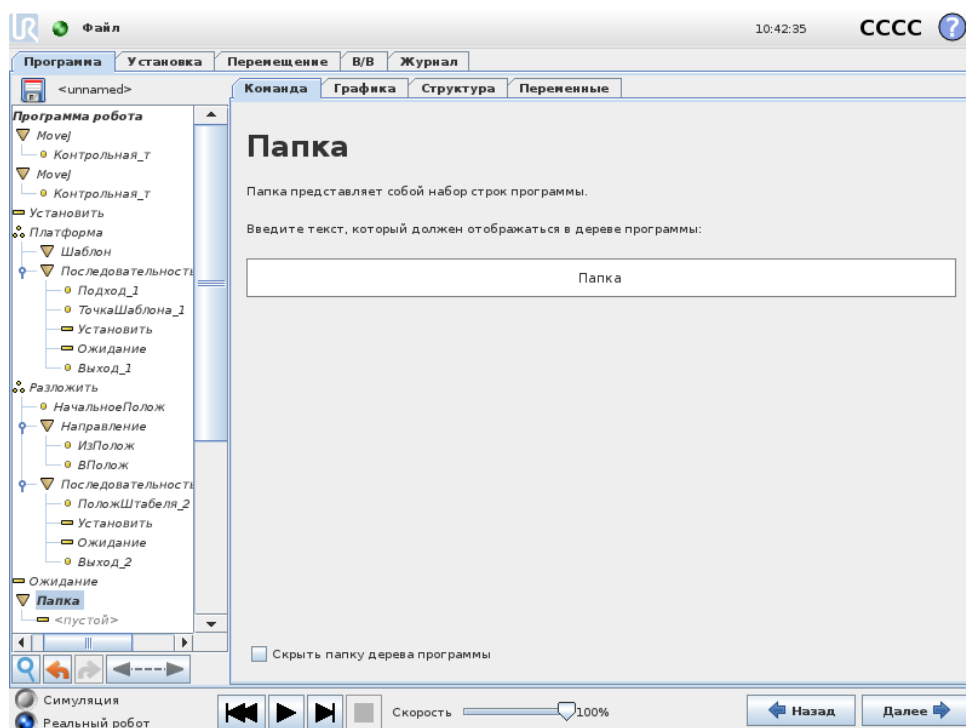 UR Файл 10:42:35 CCCC ?
Программа Установка Перемещение В/В Журнал
<unnamed>
Команда Графика Структура Переменные
Программа робота
MoveJ
Контрольная_т
MoveJ
Контрольная_т
Установить
Платформа
Шаблон
Последовательность
Подход_1
ТочкаШаблона_1
Установить
Ожидание
Выход_1
Разложить
НачальноеПолож
Направление
ИзПолож
ВПолож
Последовательность
ПоложШтабеля_2
Установить
Ожидание
Выход_2
Ожидание
Папка
<пустой>
Папка
Папка представляет собой набор строк программы.
Введите текст, который должен отображаться в дереве программы:
Папка
Скрыть папку дерева программы
Симуляция
Реальный робот
Скорость 100%
Назад Далее